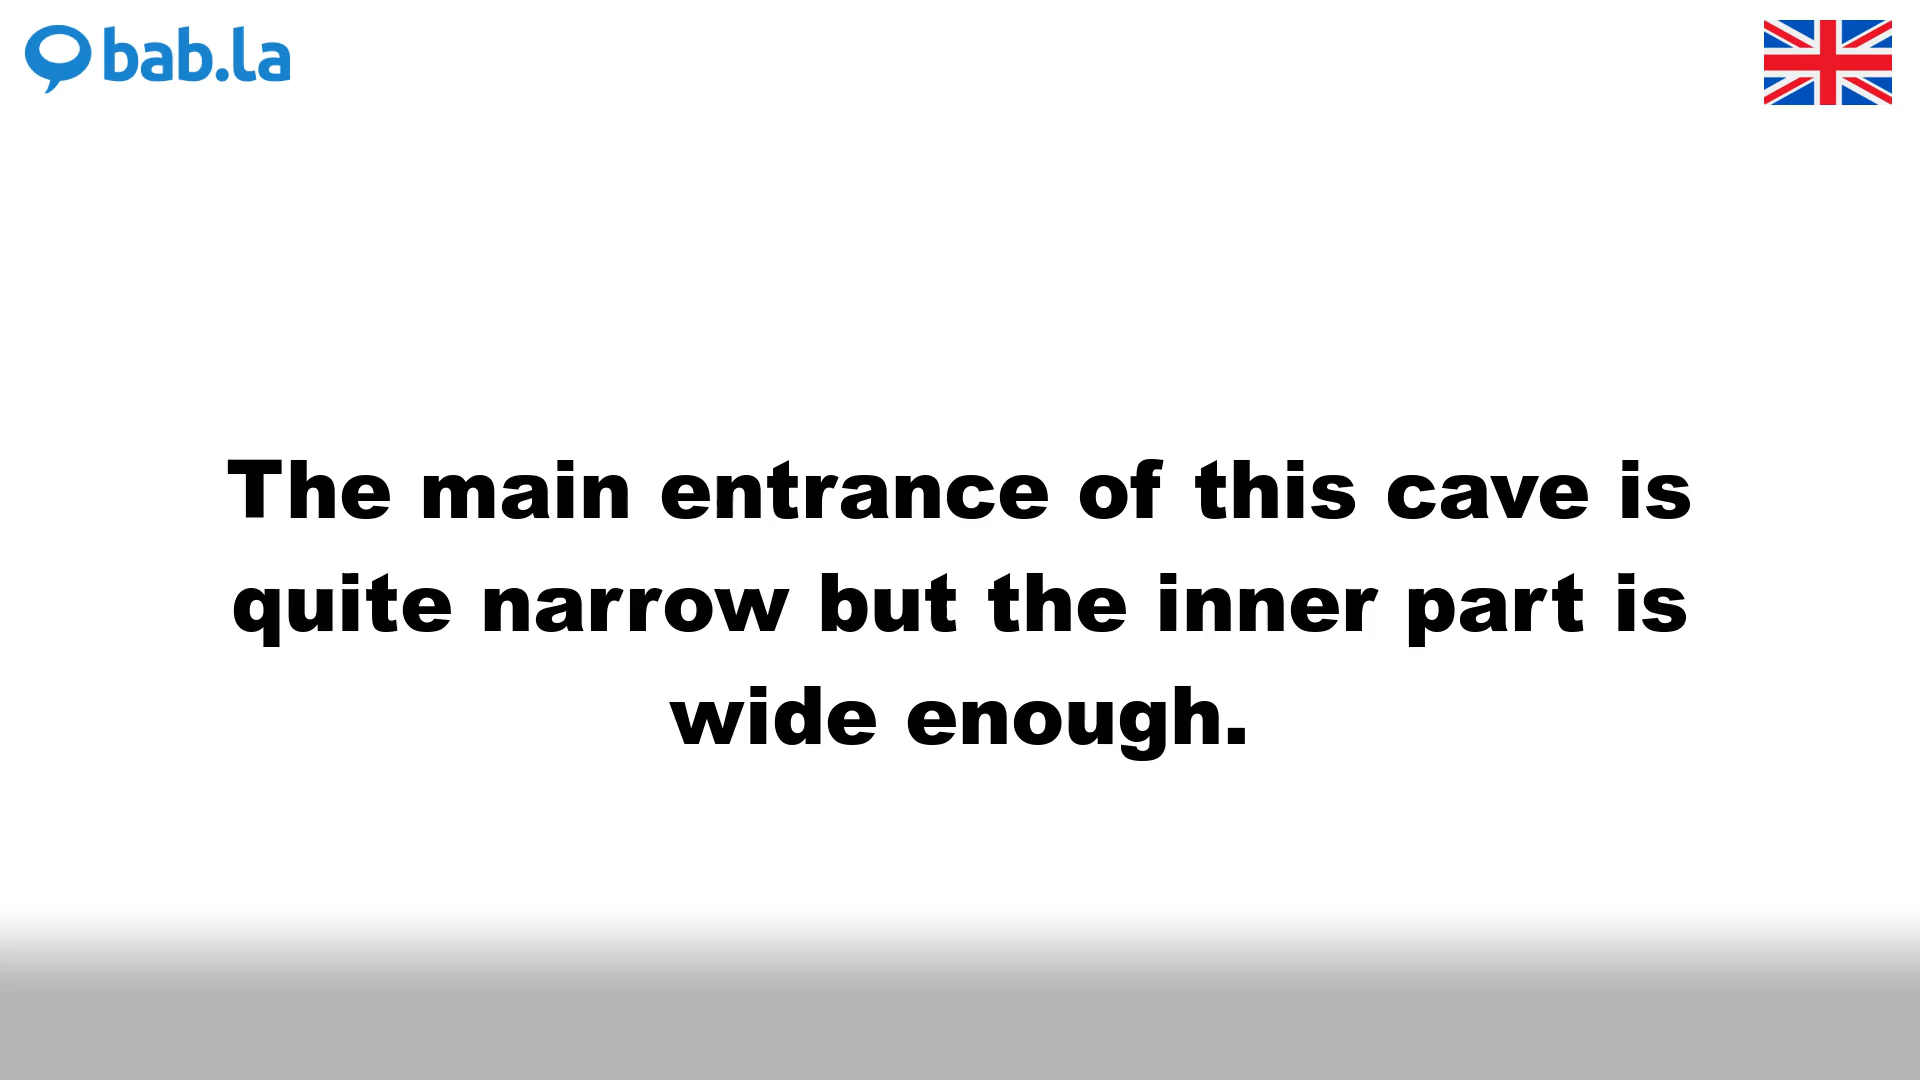 bab.la
The main entrance of this cave is
quite narrow but the inner part is
wide enough.